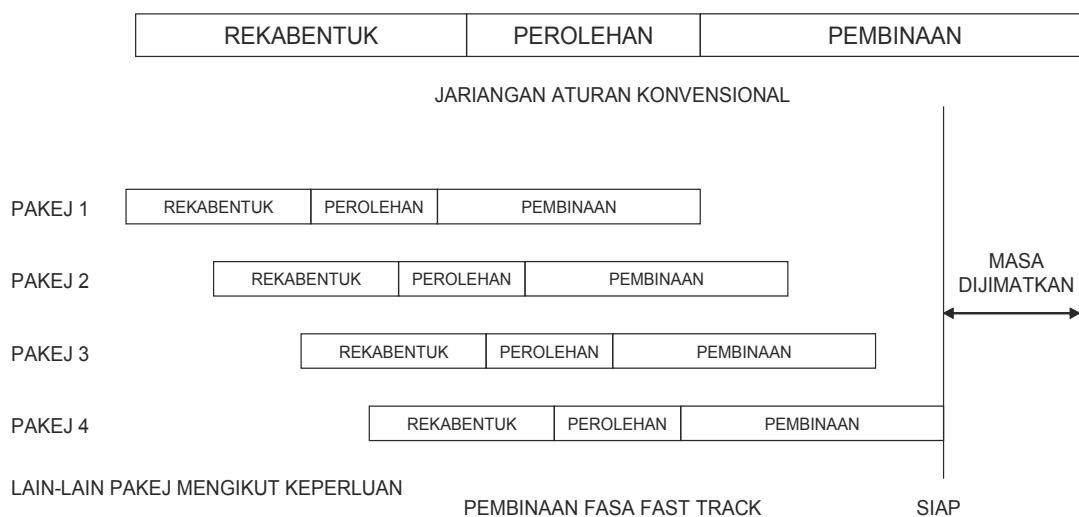 REKABENTUK PEROLEHAN PEMBINAAN
JARIANGAN ATURAN KONVENSIONAL
PAKEJ 1 REKABENTUK PEROLEHAN PEMBINAAN
PAKEJ 2 REKABENTUK PEROLEHAN PEMBINAAN
MASA
DIJIMATKAN
PAKEJ 3 REKABENTUK PEROLEHAN PEMBINAAN
PAKEJ 4 REKABENTUK PEROLEHAN PEMBINAAN
LAIN-LAIN PAKEJ MENGIKUT KEPERLUAN
PEMBINAAN FASA FAST TRACK SIAP